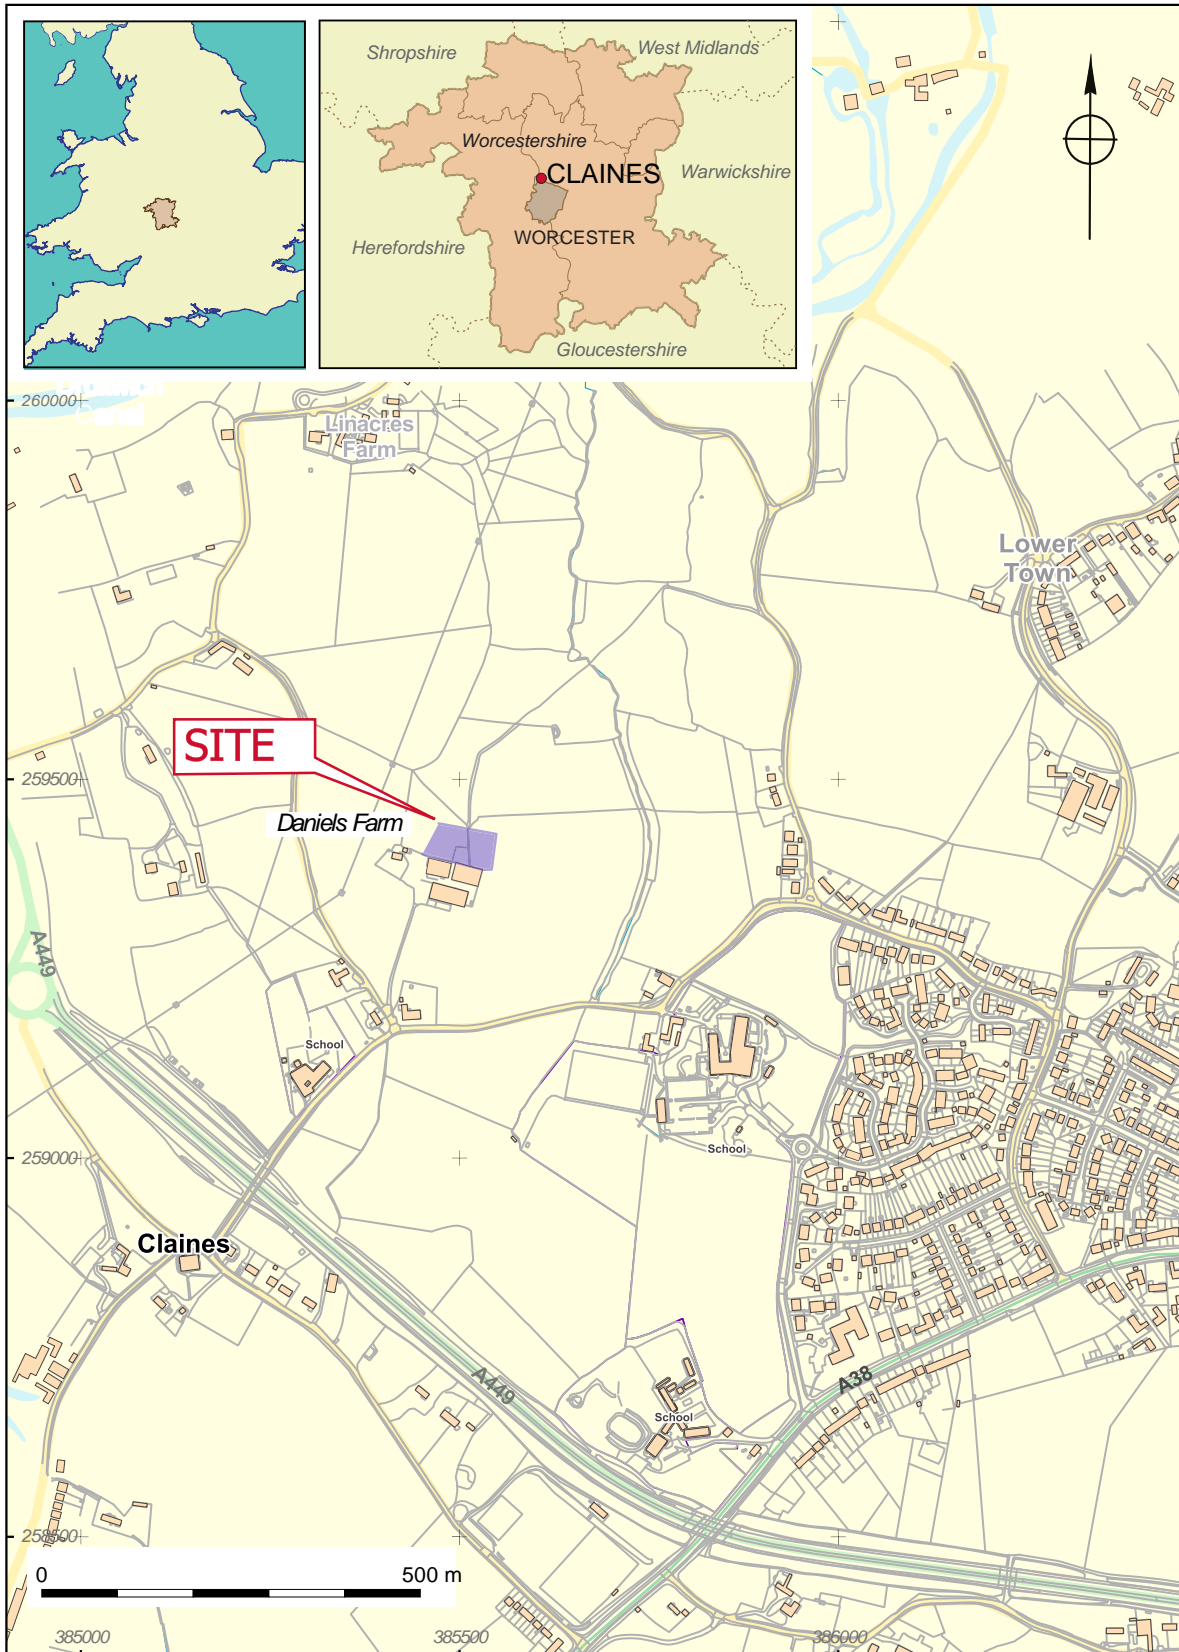 Shropshire
West Midlands
Worcestershire
CLAINES
Warwickshire
WORCESTER
Herefordshire
Gloucestershire
260000
Linacres
Farm
Lower
Town
SITE
259500
Daniels Farm
A449
School
School
259000
Claines
A449
A38
School
258500
0
500 m
385000
385500
386000